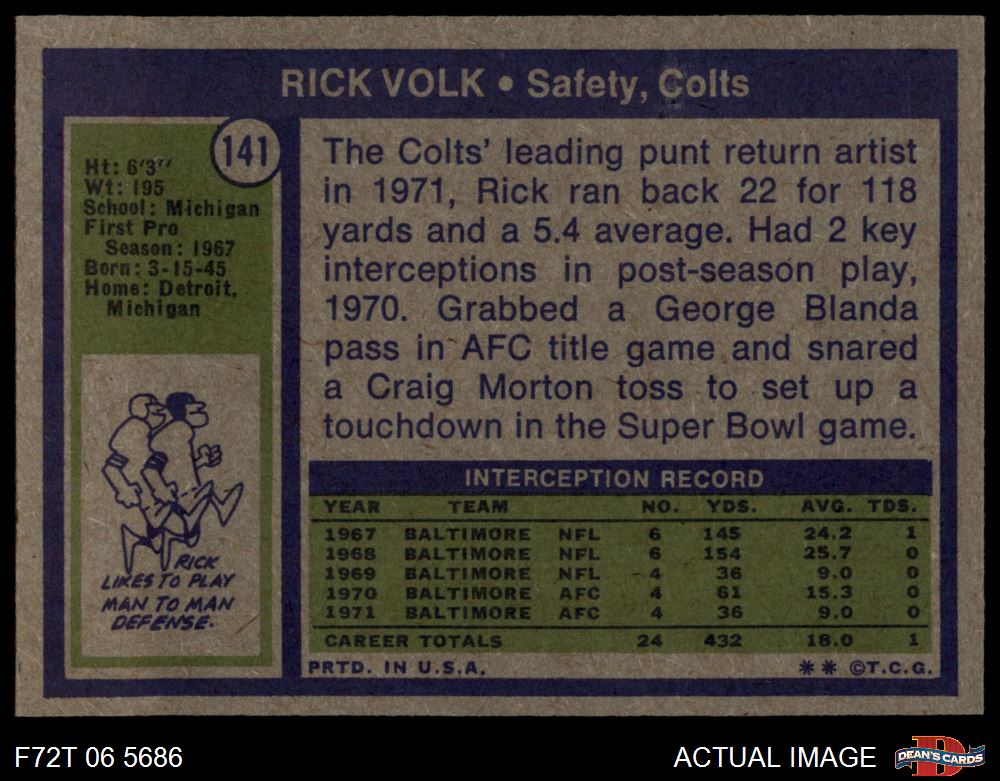 RICK VOLK • Safety, Colts
141
Ht: 6'3"
Wt: 195
School: Michigan
First Pro
Season: 1967
Born: 3-15-45
Home: Detroit,
Michigan
RICK
LIKES TO PLAY
MAN TO MAN
DEFENSE.
The Colts' leading punt return artist
in 1971, Rick ran back 22 for 118
yards and a 5.4 average. Had 2 key
interceptions in post-season play,
1970. Grabbed a George Blanda
pass in AFC title game and snared
a Craig Morton toss to set up a
touchdown in the Super Bowl game.
INTERCEPTION RECORD
YEAR TEAM NO. YDS. AVG. TDS.
1967 BALTIMORE NFL 6 145 24.2 1
1968 BALTIMORE NFL 6 154 25.7 0
1969 BALTIMORE NFL 4 36 9.0 0
1970 BALTIMORE AFC 4 61 15.3 0
1971 BALTIMORE AFC 4 36 9.0 0
CAREER TOTALS 24 432 18.0 1
PRTD. IN U.S.A. ** ©T.C.G.
F72T 06 5686
ACTUAL IMAGE
D
DEAN'S CARDS